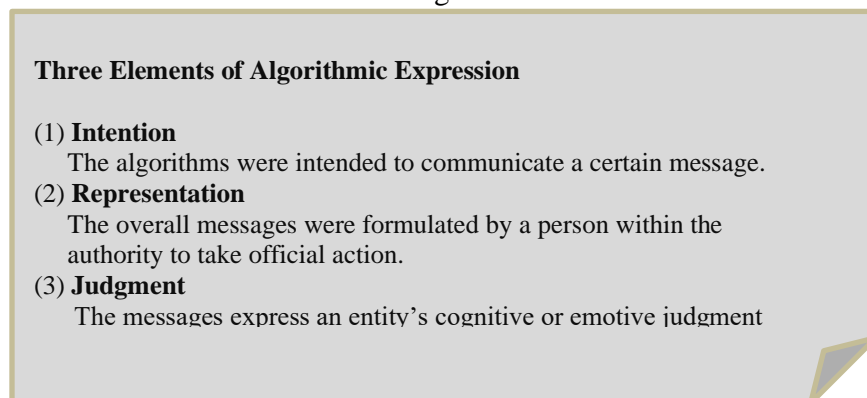 Three Elements of Algorithmic Expression
(1) Intention
The algorithms were intended to communicate a certain message.
(2) Representation
The overall messages were formulated by a person within the
authority to take official action.
(3) Judgment
The messages express an entity's cognitive or emotive judgment